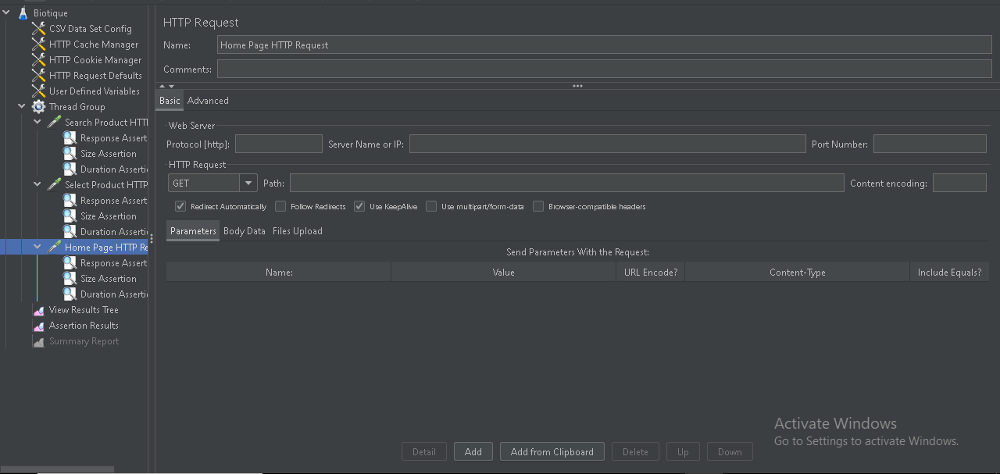 Biotique
CSV Data Set Config
HTTP Cache Manager
HTTP Cookie Manager
HTTP Request Defaults
User Defined Variables
Thread Group
Search Product HTT
Response Assert
Size Assertion
Duration Asserti
Select Product HTTP
Response Assert
Size Assertion
Duration Asserti
Home Page HTTP Re
Response Assert
Size Assertion
Duration Asserti
View Results Tree
Assertion Results
Summary Report
HTTP Request
Name: Home Page HTTP Request
Comments:
Basic Advanced
Web Server
Protocol [http]: Server Name or IP: Port Number:
HTTP Request
GET Path: Content encoding:
Redirect Automatically Follow Redirects Use KeepAlive Use multipart/form-data Browser-compatible headers
Parameters Body Data Files Upload
Send Parameters With the Request:
Name: Value URL Encode? Content-Type Include Equals?
Activate Windows
Go to Settings to activate Windows.
Detail Add Add from Clipboard Delete Up Down